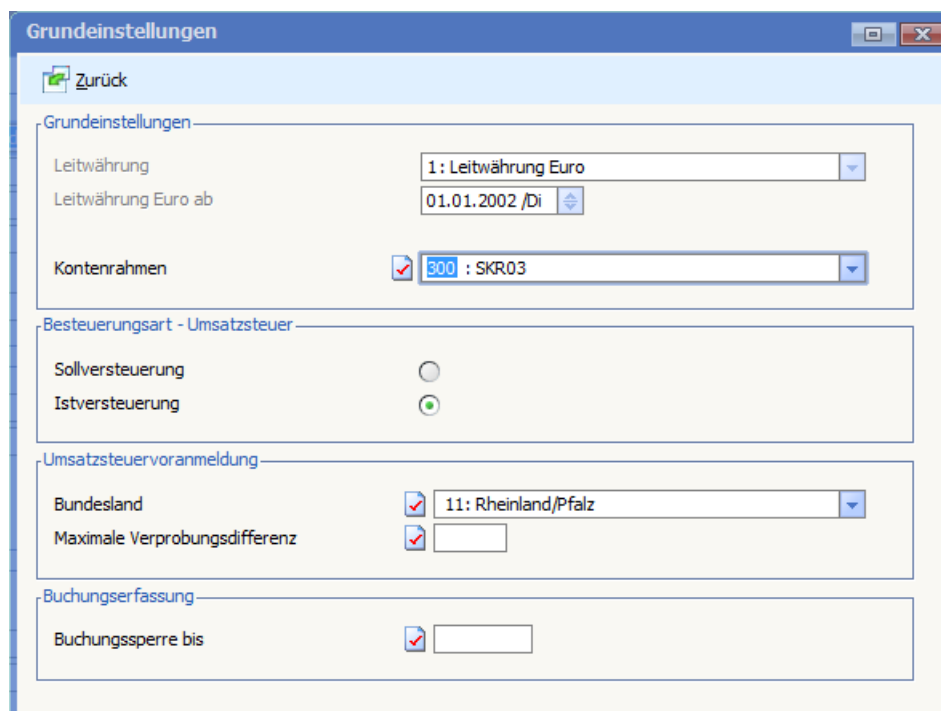 Grundeinstellungen
Zurück
Grundeinstellungen
Leitwährung 1: Leitwährung Euro
Leitwährung Euro ab 01.01.2002 /Di
Kontenrahmen 300 : SKR03
Besteuerungsart - Umsatzsteuer
Sollversteuerung
Istversteuerung
Umsatzsteuervoranmeldung
Bundesland 11: Rheinland/Pfalz
Maximale Verprobungsdifferenz
Buchungserfassung
Buchungssperre bis